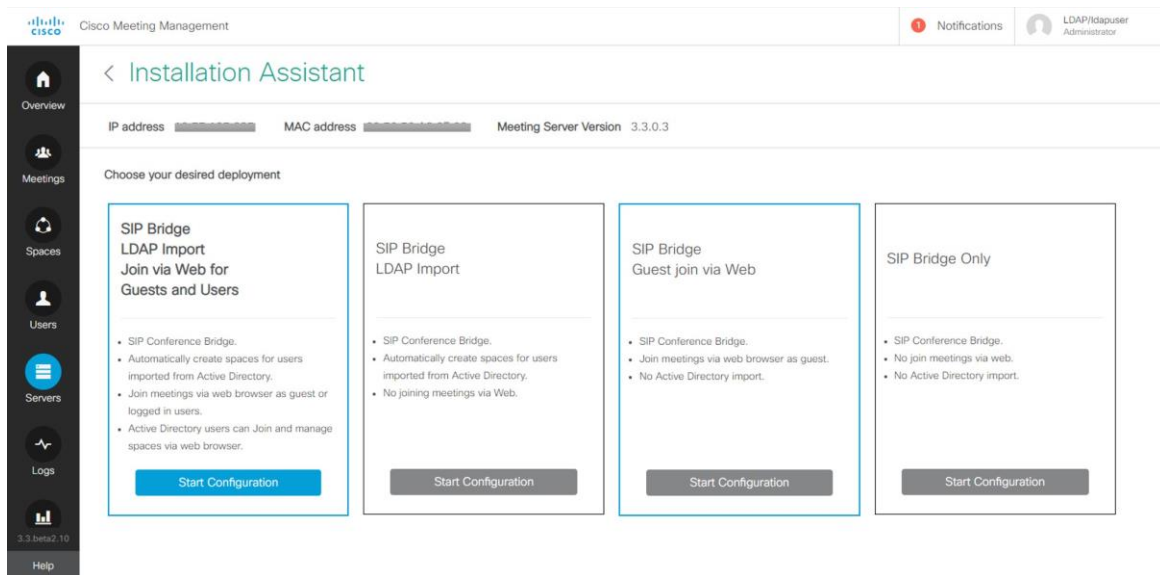 CISCO
Cisco Meeting Management
1
Notifications
LDAP/ldapuser
Administrator
Installation Assistant
Overview
IP address
MAC address
Meeting Server Version 3.3.0.3
Meetings
Choose your desired deployment
Spaces
Users
Servers
Logs
3.3.beta2.10
Help
SIP Bridge
LDAP Import
Join via Web for
Guests and Users
• SIP Conference Bridge.
• Automatically create spaces for users
imported from Active Directory.
• Join meetings via web browser as guest or
logged in users.
• Active Directory users can Join and manage
spaces via web browser.
Start Configuration
SIP Bridge
LDAP Import
• SIP Conference Bridge.
• Automatically create spaces for users
imported from Active Directory.
• No joining meetings via Web.
Start Configuration
SIP Bridge
Guest join via Web
• SIP Conference Bridge.
• Join meetings via web browser as guest.
• No Active Directory import.
Start Configuration
SIP Bridge Only
• SIP Conference Bridge.
• No join meetings via web.
• No Active Directory import.
Start Configuration